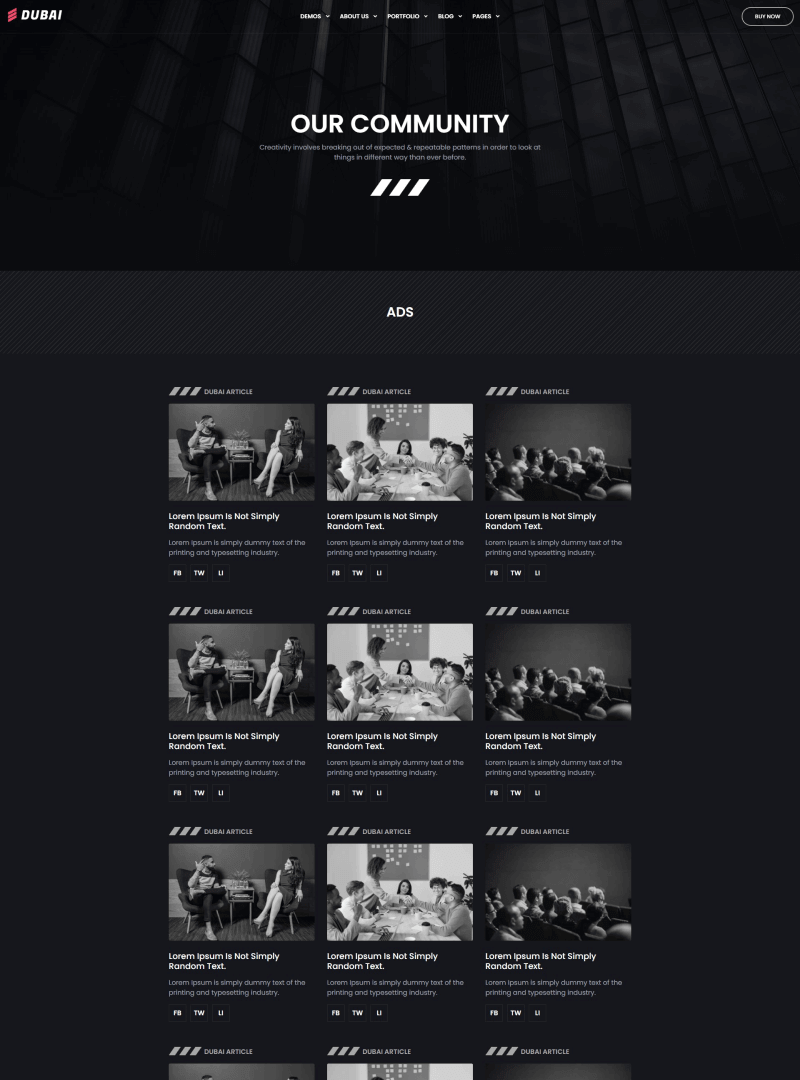 DUBAI
DEMOS ABOUT US PORTFOLIO BLOG PAGES
BUY NOW
OUR COMMUNITY
Creativity involves breaking out of expected & repeatable patterns in order to look at
things in different way than ever before.
ADS
DUBAI ARTICLE
Lorem Ipsum Is Not Simply
Random Text.
Lorem Ipsum is simply dummy text of the
printing and typesetting industry.
FB TW LI
DUBAI ARTICLE
Lorem Ipsum Is Not Simply
Random Text.
Lorem Ipsum is simply dummy text of the
printing and typesetting industry.
FB TW LI
DUBAI ARTICLE
Lorem Ipsum Is Not Simply
Random Text.
Lorem Ipsum is simply dummy text of the
printing and typesetting industry.
FB TW LI
DUBAI ARTICLE
Lorem Ipsum Is Not Simply
Random Text.
Lorem Ipsum is simply dummy text of the
printing and typesetting industry.
FB TW LI
DUBAI ARTICLE
Lorem Ipsum Is Not Simply
Random Text.
Lorem Ipsum is simply dummy text of the
printing and typesetting industry.
FB TW LI
DUBAI ARTICLE
Lorem Ipsum Is Not Simply
Random Text.
Lorem Ipsum is simply dummy text of the
printing and typesetting industry.
FB TW LI
DUBAI ARTICLE
Lorem Ipsum Is Not Simply
Random Text.
Lorem Ipsum is simply dummy text of the
printing and typesetting industry.
FB TW LI
DUBAI ARTICLE
Lorem Ipsum Is Not Simply
Random Text.
Lorem Ipsum is simply dummy text of the
printing and typesetting industry.
FB TW LI
DUBAI ARTICLE
Lorem Ipsum Is Not Simply
Random Text.
Lorem Ipsum is simply dummy text of the
printing and typesetting industry.
FB TW LI
DUBAI ARTICLE
DUBAI ARTICLE
DUBAI ARTICLE